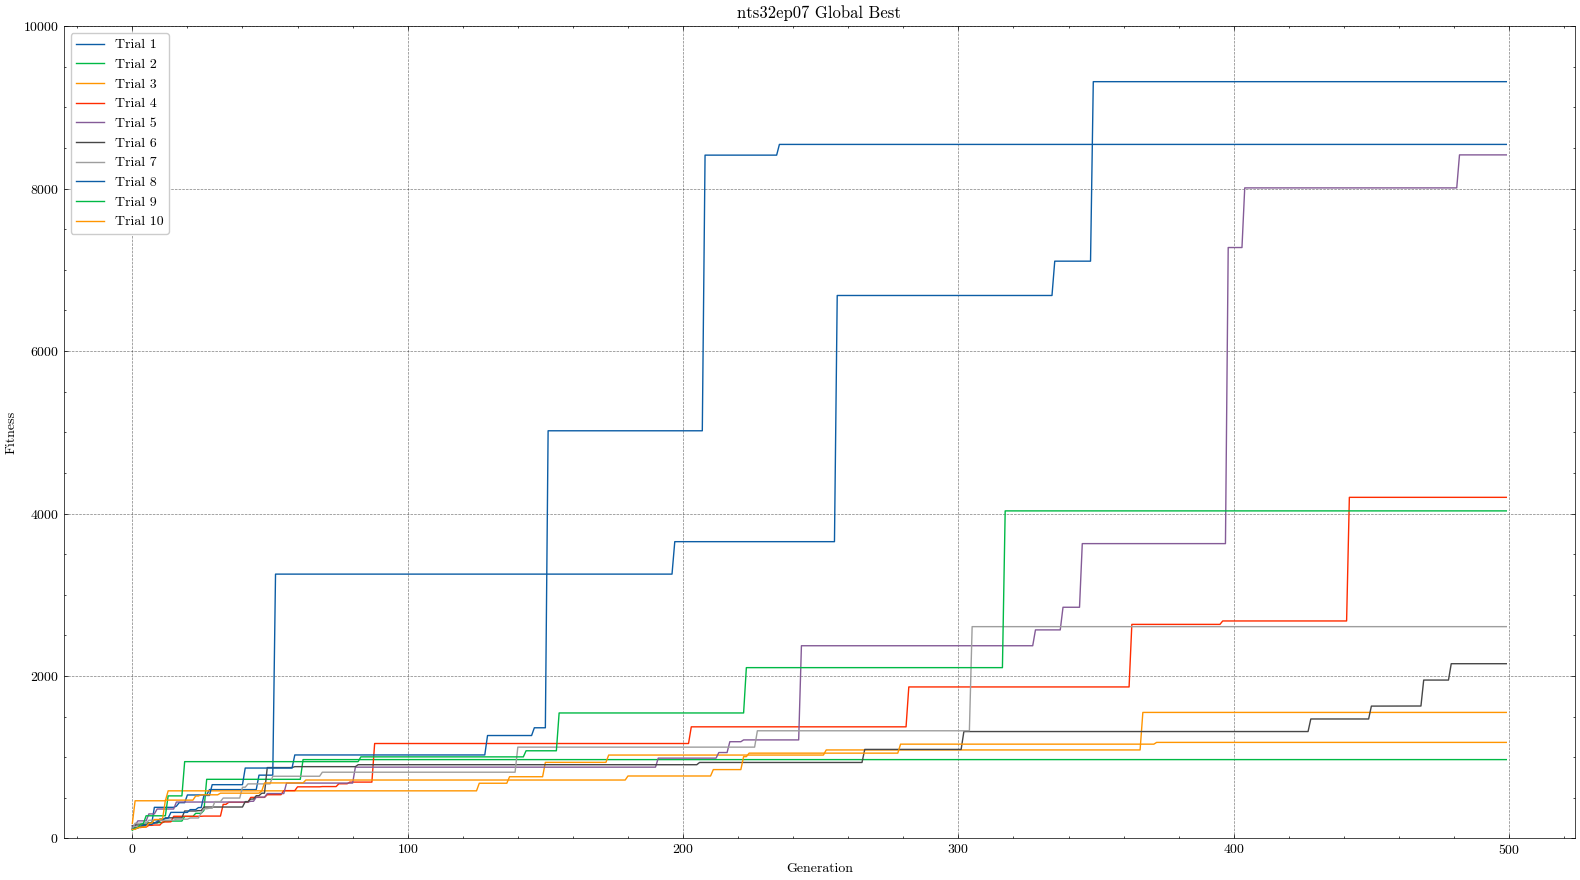 nts32ep07 Global Best
10000
8000
6000
4000
2000
0
Fitness
Trial 1
Trial 2
Trial 3
Trial 4
Trial 5
Trial 6
Trial 7
Trial 8
Trial 9
Trial 10
0
100
200
300
400
500
Generation